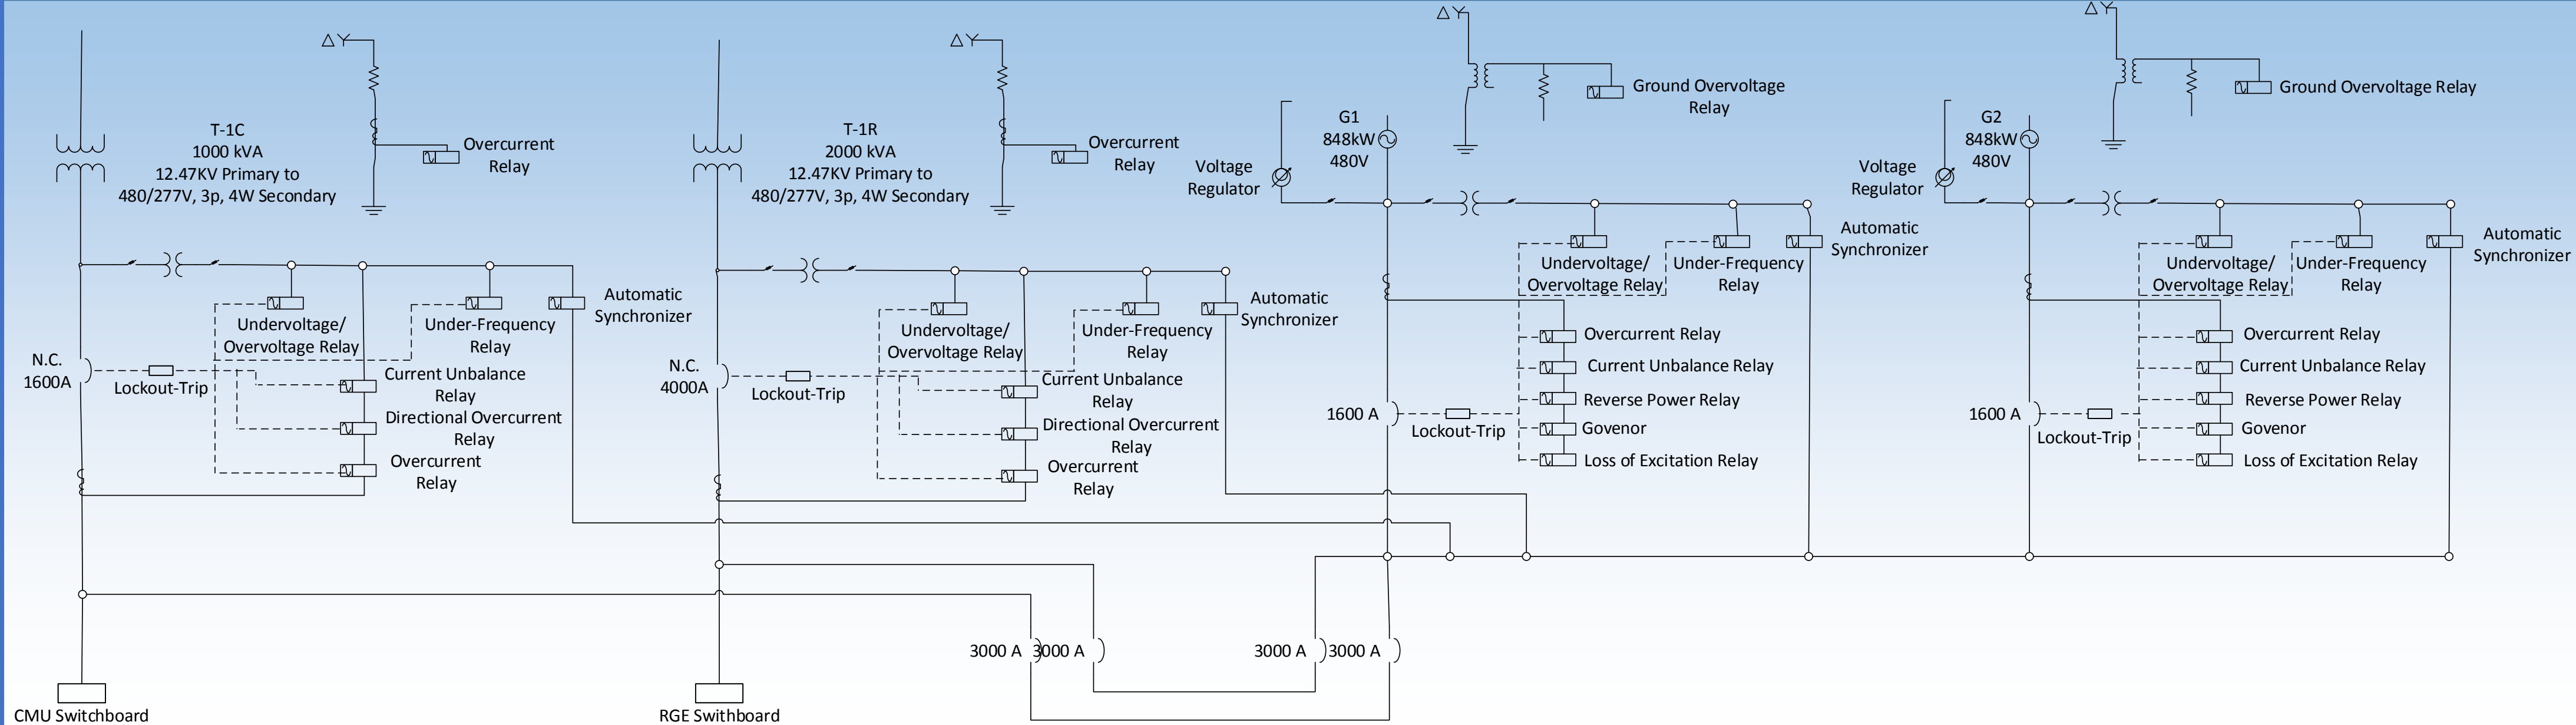 T-1C
1000 kVA
12.47KV Primary to
480/277V, 3p, 4W Secondary
Overcurrent
Relay
N.C.
1600A
Lockout-Trip
Undervoltage/
Overvoltage Relay
Under-Frequency
Relay
Automatic
Synchronizer
Current Unbalance
Relay
Directional Overcurrent
Relay
Overcurrent
Relay
CMU Switchboard
T-1R
2000 kVA
12.47KV Primary to
480/277V, 3p, 4W Secondary
Overcurrent
Relay
N.C.
4000A
Lockout-Trip
Undervoltage/
Overvoltage Relay
Under-Frequency
Relay
Automatic
Synchronizer
Current Unbalance
Relay
Directional Overcurrent
Relay
Overcurrent
Relay
RGE Swithboard
3000 A
3000 A
3000 A
3000 A
Voltage
Regulator
G1
848kW
480V
Ground Overvoltage
Relay
Undervoltage/
Overvoltage Relay
Under-Frequency
Relay
Automatic
Synchronizer
1600 A
Lockout-Trip
Overcurrent Relay
Current Unbalance Relay
Reverse Power Relay
Govenor
Loss of Excitation Relay
Voltage
Regulator
G2
848kW
480V
Ground Overvoltage Relay
Undervoltage/
Overvoltage Relay
Under-Frequency
Relay
Automatic
Synchronizer
1600 A
Lockout-Trip
Overcurrent Relay
Current Unbalance Relay
Reverse Power Relay
Govenor
Loss of Excitation Relay